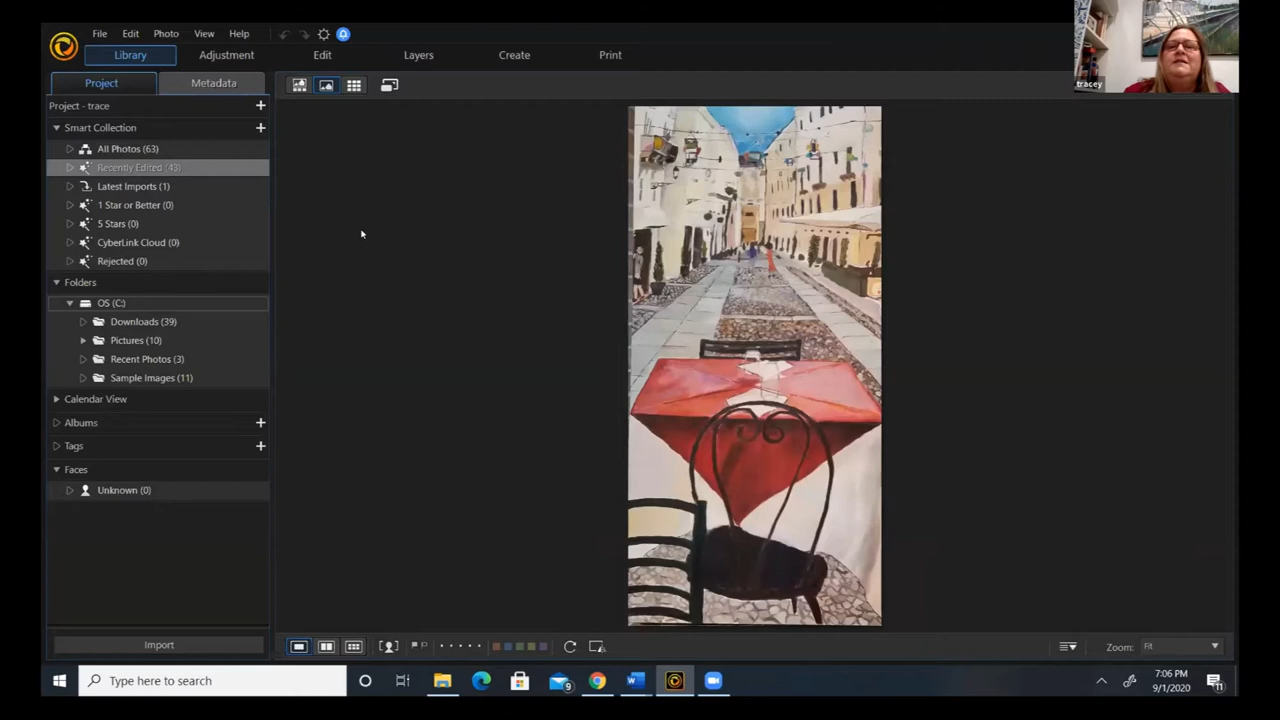 File Edit Photo View Help
Library Adjustment Edit Layers Create Print
tracey
Project Metadata
Project - trace
Smart Collection
All Photos (63)
Recently Edited (43)
Latest Imports (1)
1 Star or Better (0)
5 Stars (0)
CyberLink Cloud (0)
Rejected (0)
Folders
OS (C:)
Downloads (39)
Pictures (10)
Recent Photos (3)
Sample Images (11)
Calendar View
Albums
Tags
Faces
Unknown (0)
Import
Zoom: Fit
Type here to search
9
7:06 PM
9/1/2020
11